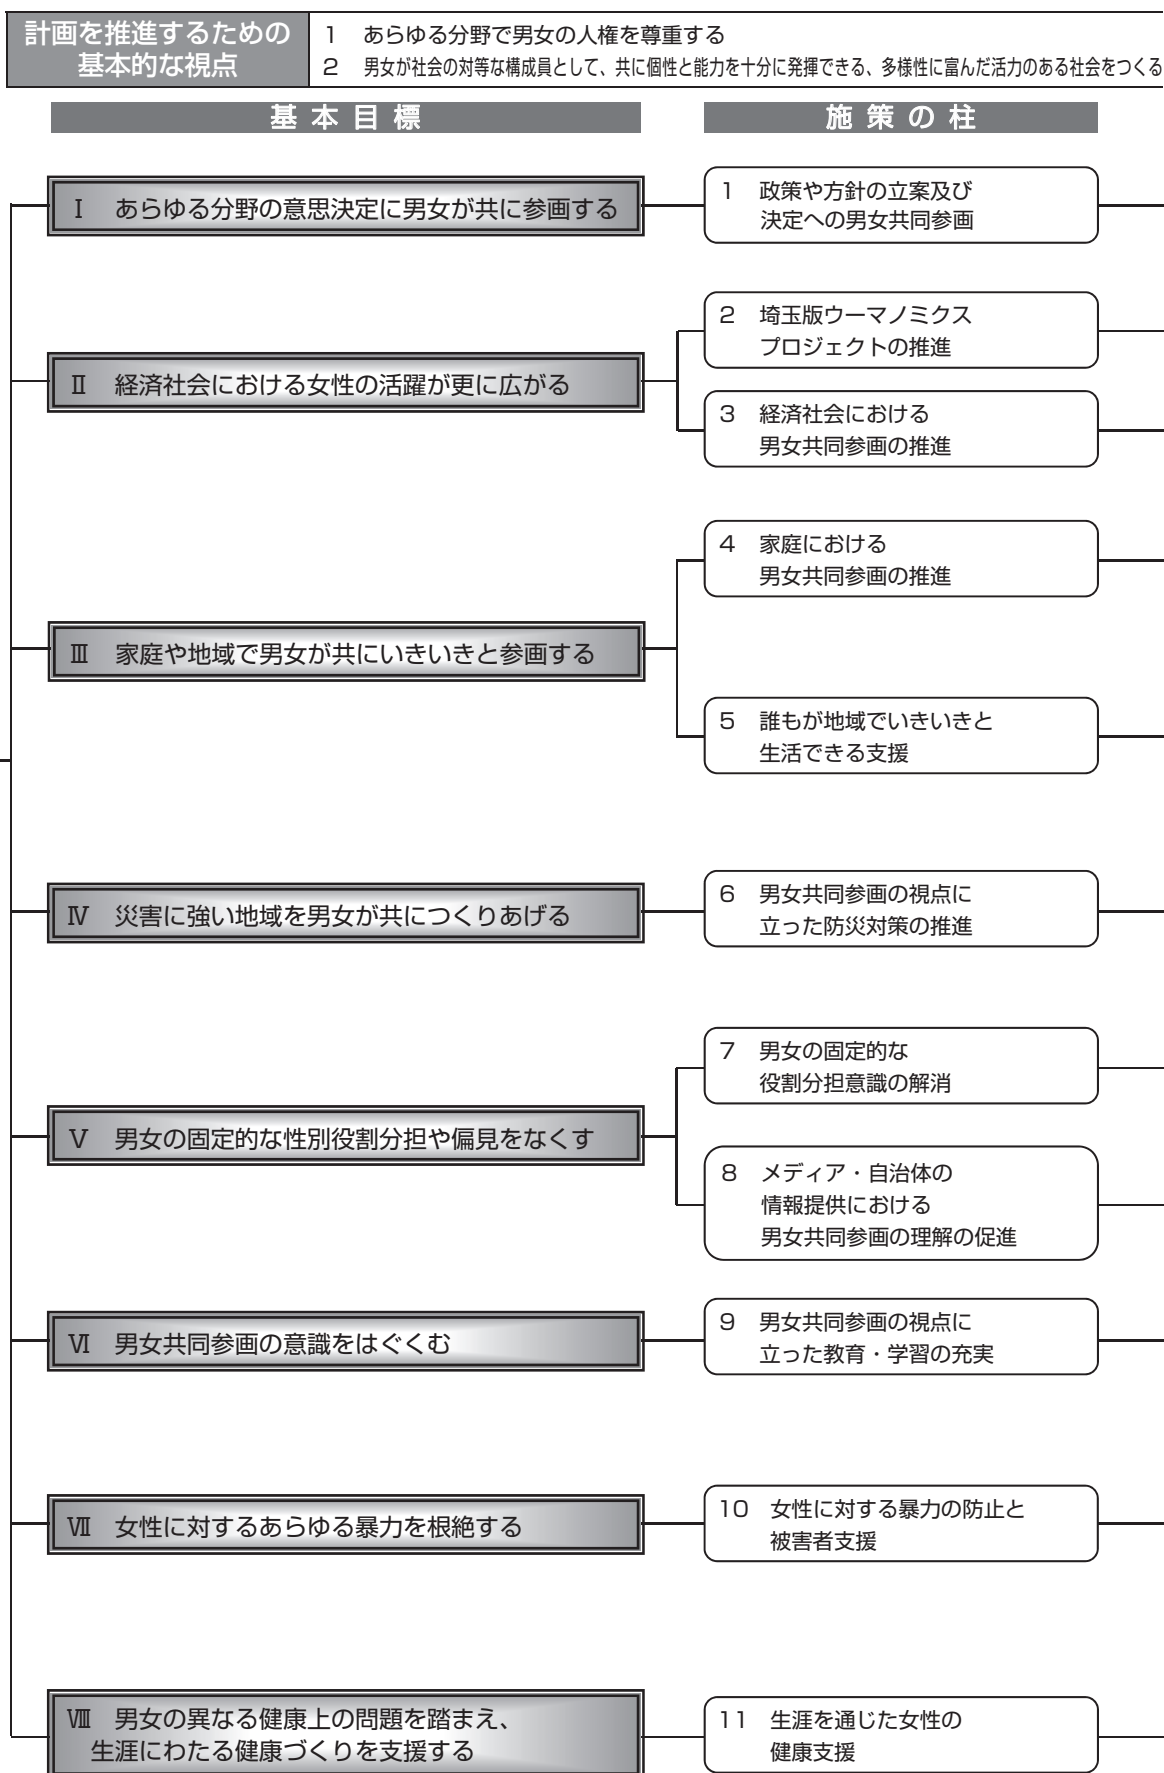 計画を推進するための
基本的な視点
1 あらゆる分野で男女の人権を尊重する
2 男女が社会の対等な構成員として、共に個性と能力を十分に発揮できる、多様性に富んだ活力のある社会をつくる
基本目標
施策の柱
Ⅰ あらゆる分野の意思決定に男女が共に参画する
1 政策や方針の立案及び
決定への男女共同参画
2 埼玉版ウーマノミクス
プロジェクトの推進
Ⅱ 経済社会における女性の活躍が更に広がる
3 経済社会における
男女共同参画の推進
4 家庭における
男女共同参画の推進
Ⅲ 家庭や地域で男女が共にいきいきと参画する
5 誰もが地域でいきいきと
生活できる支援
Ⅳ 災害に強い地域を男女が共につくりあげる
6 男女共同参画の視点に
立った防災対策の推進
7 男女の固定的な
役割分担意識の解消
Ⅴ 男女の固定的な性別役割分担や偏見をなくす
8 メディア・自治体の
情報提供における
男女共同参画の理解の促進
Ⅵ 男女共同参画の意識をはぐくむ
9 男女共同参画の視点に
立った教育・学習の充実
Ⅶ 女性に対するあらゆる暴力を根絶する
10 女性に対する暴力の防止と
被害者支援
Ⅷ 男女の異なる健康上の問題を踏まえ、
生涯にわたる健康づくりを支援する
11 生涯を通じた女性の
健康支援